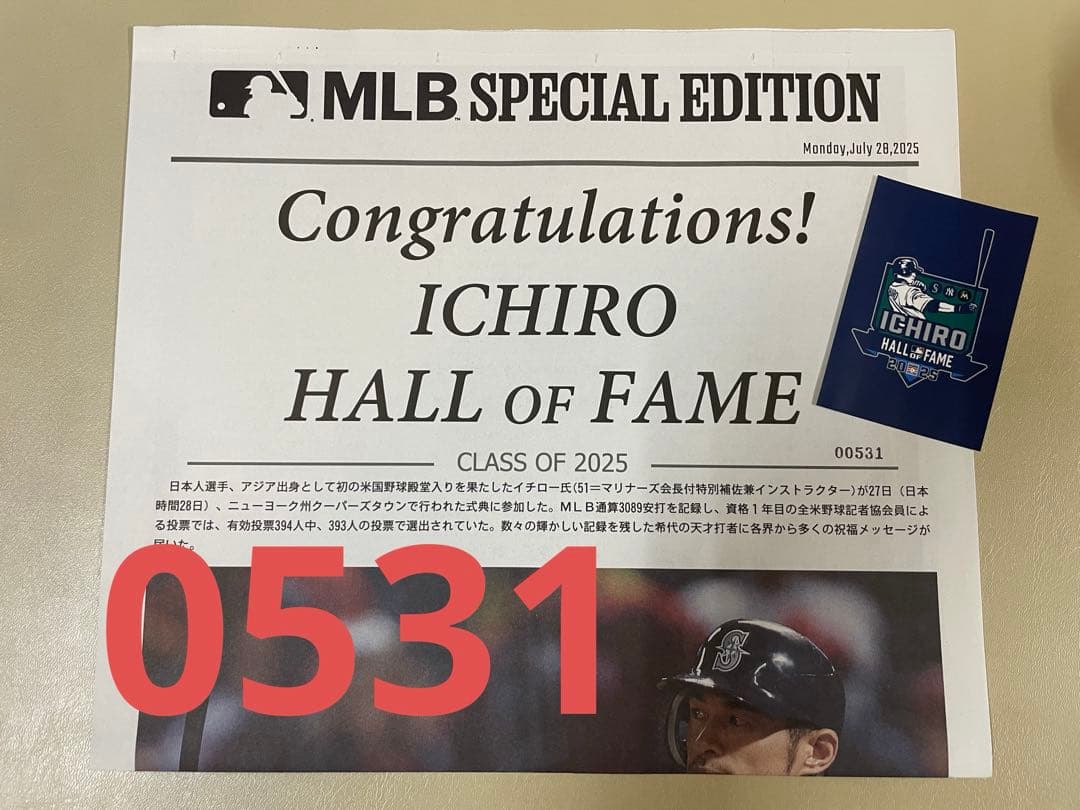 MLB SPECIAL EDITION
Monday,July 28,2025
Congratulations!
ICHIRO
HALL OF FAME
00531
CLASS OF 2025
日本人選手、アジア出身として初の米国野球殿堂入りを果たしたイチロー氏(51=マリナーズ会長付特別補佐兼インストラクター)が27日（日本
時間28日）、ニューヨーク州クーパーズタウンで行われた式典に参加した。ＭＬＢ通算3089安打を記録し、資格１年目の全米野球記者協会会員によ
る投票では、有効投票394人中、393人の投票で選出されていた。数々の輝かしい記録を残した希代の天才打者に各界から多くの祝福メッセージが
届いた。
0531
S
ICHIRO
HALL OF FAME
2025
S